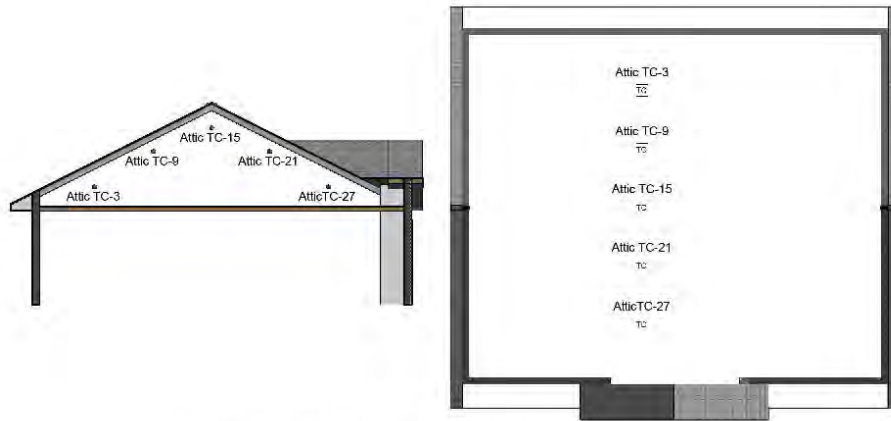 Attic TC-15
Attic TC-9
Attic TC-21
Attic TC-3
AtticTC-27
Attic TC-3
TC
Attic TC-9
TC
Attic TC-15
TC
Attic TC-21
TC
AtticTC-27
TC